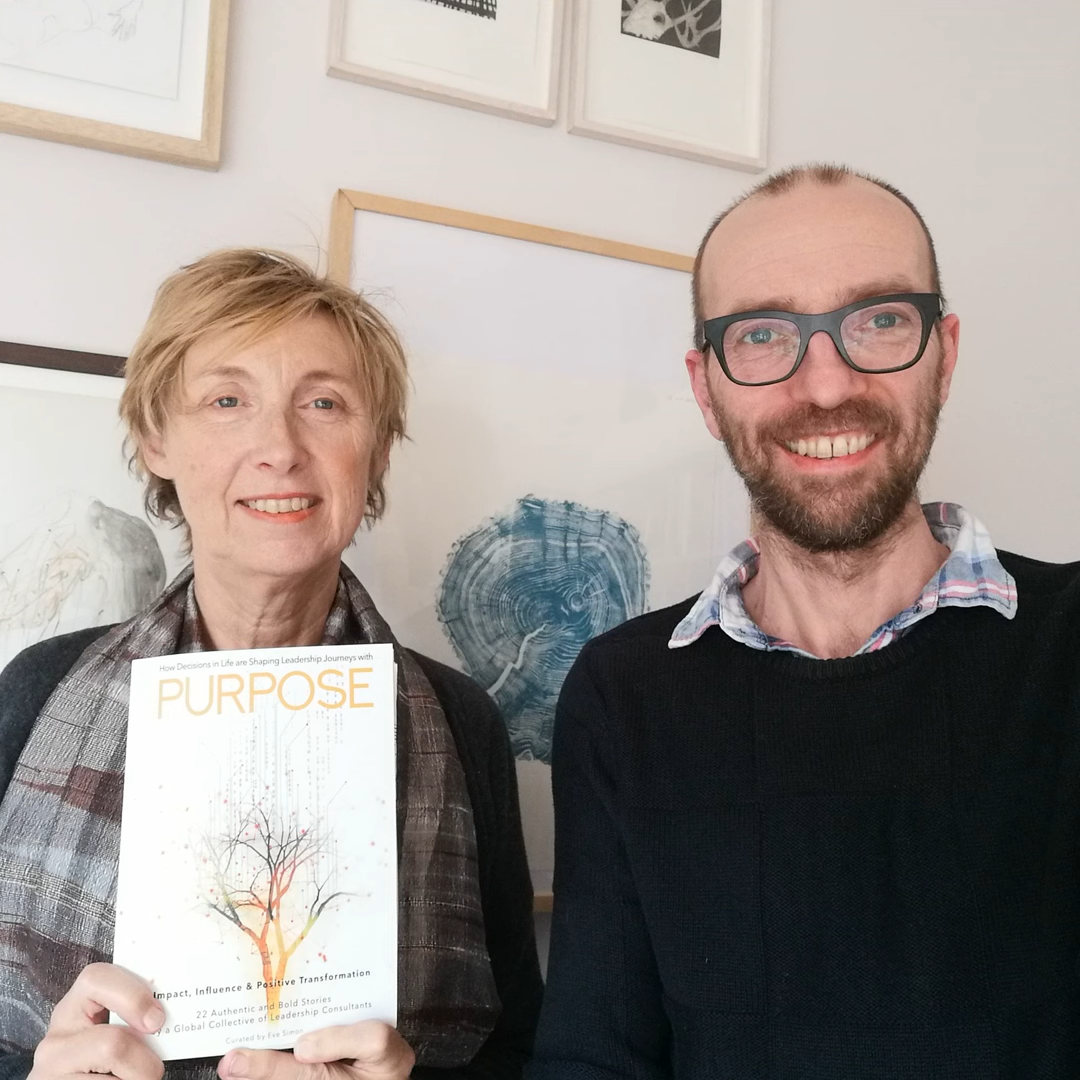 How Decisions in Life are Shaping Leadership Journeys with
PURPOSE
Impact, Influence & Positive Transformation
22 Authentic and Bold Stories
by a Global Collective of Leadership Consultants
Curated by Eve Simon